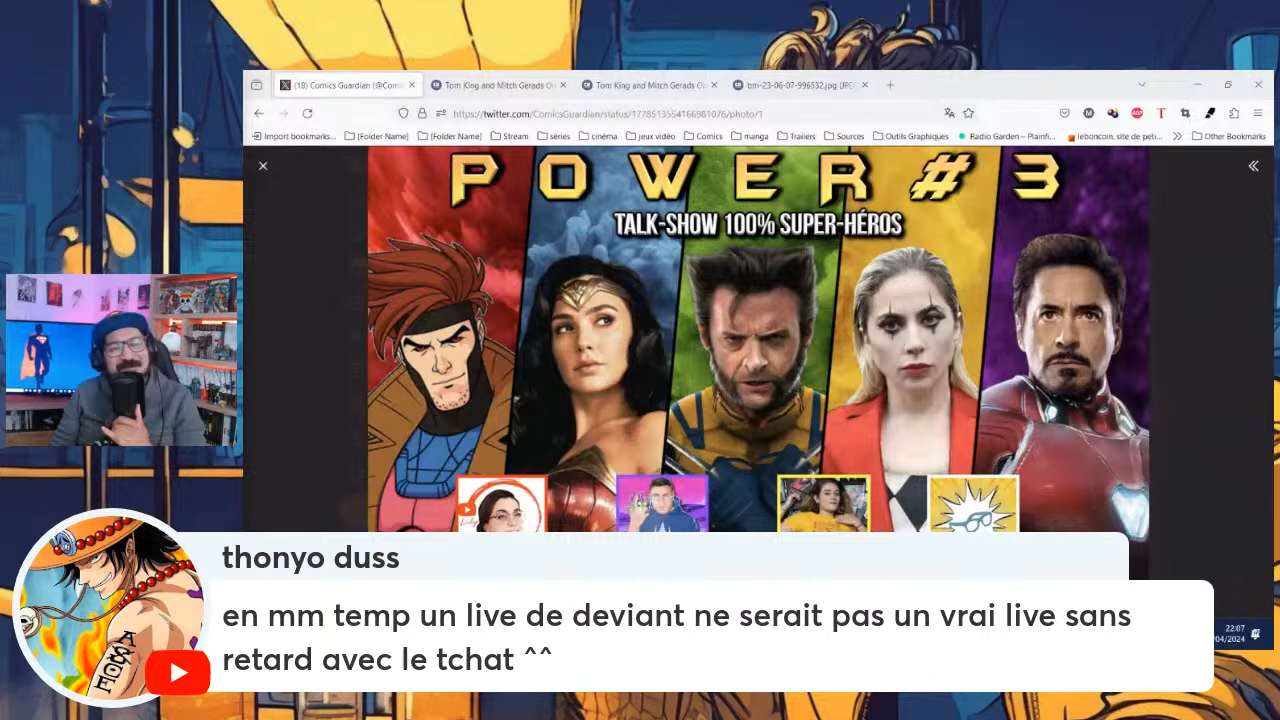 (18) Comics Guardian (@Comi
Tom King and Mitch Gerads O
Tom King and Mitch Gerads O
bm-23-06-07-996532.jpg (JPE
https://twitter.com/ComicsGuardian/status/1778513554166981076/photo/1
Import bookmarks...
[Folder Name]
[Folder Name]
Stream
séries
cinéma
jeux vidéo
Comics
manga
Trailers
Sources
Outils Graphiques
Radio Garden – Plainfi...
leboncoin, site de peti...
Other Bookmarks
POWER #3
TALK-SHOW 100% SUPER-HÉROS
thonyo duss
en mm temp un live de deviant ne serait pas un vrai live sans
retard avec le tchat ^^
22:07
/04/2024